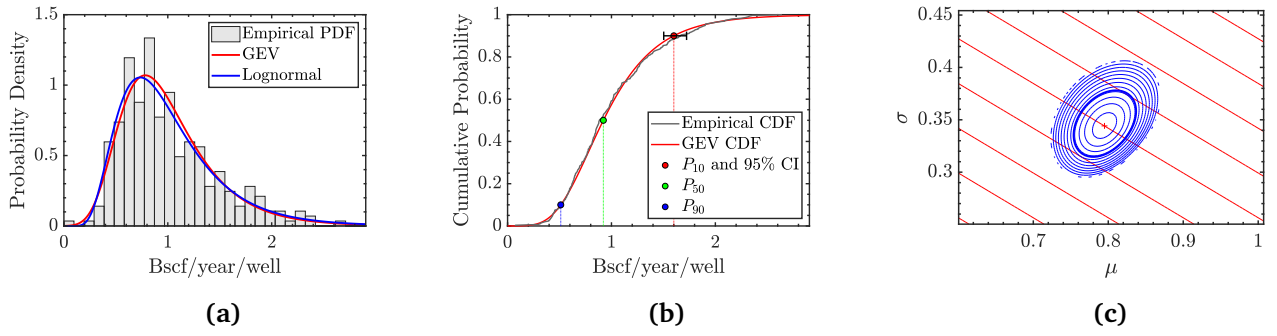 Probability Density
1.5
1
0.5
0
0
1
2
Bscf/year/well
Empirical PDF
GEV
Lognormal
(a)
Cumulative Probability
1
0.8
0.6
0.4
0.2
0
0
1
2
Bscf/year/well
Empirical CDF
GEV CDF
P10 and 95% CI
P50
P90
(b)
σ
0.45
0.4
0.35
0.3
0.7
0.8
0.9
1
μ
(c)